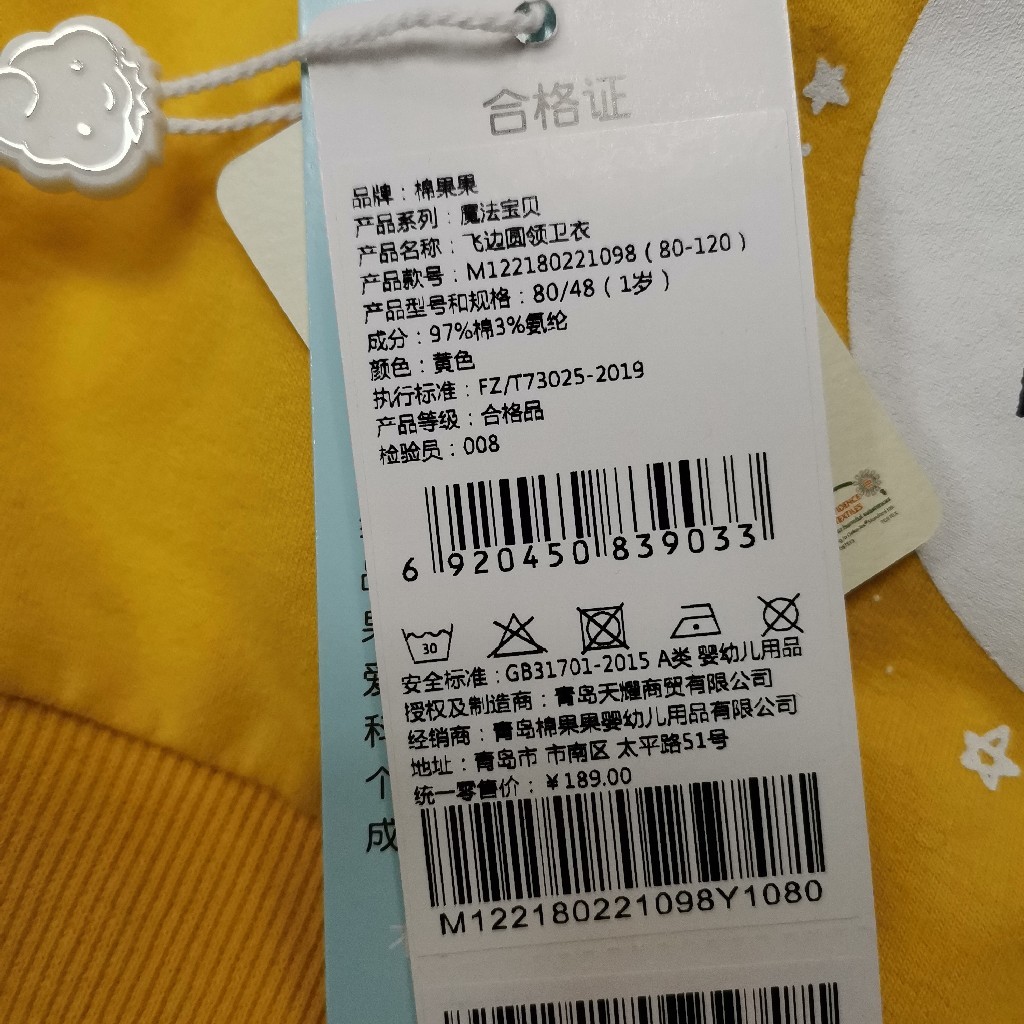 合格证
品牌：棉果果
产品系列：魔法宝贝
产品名称：飞边圆领卫衣
产品款号：M122180221098（80-120）
产品型号和规格：80/48（1岁）
成分：97%棉3%氨纶
颜色：黄色
执行标准：FZ/T73025-2019
产品等级：合格品
检验员：008
6 920450 839033
30
安全标准：GB31701-2015 A类 婴幼儿用品
授权及制造商：青岛天耀商贸有限公司
经销商：青岛棉果果婴幼儿用品有限公司
地址：青岛市 市南区 太平路51号
统一零售价：￥189.00
M122180221098Y1080
爱
个
成